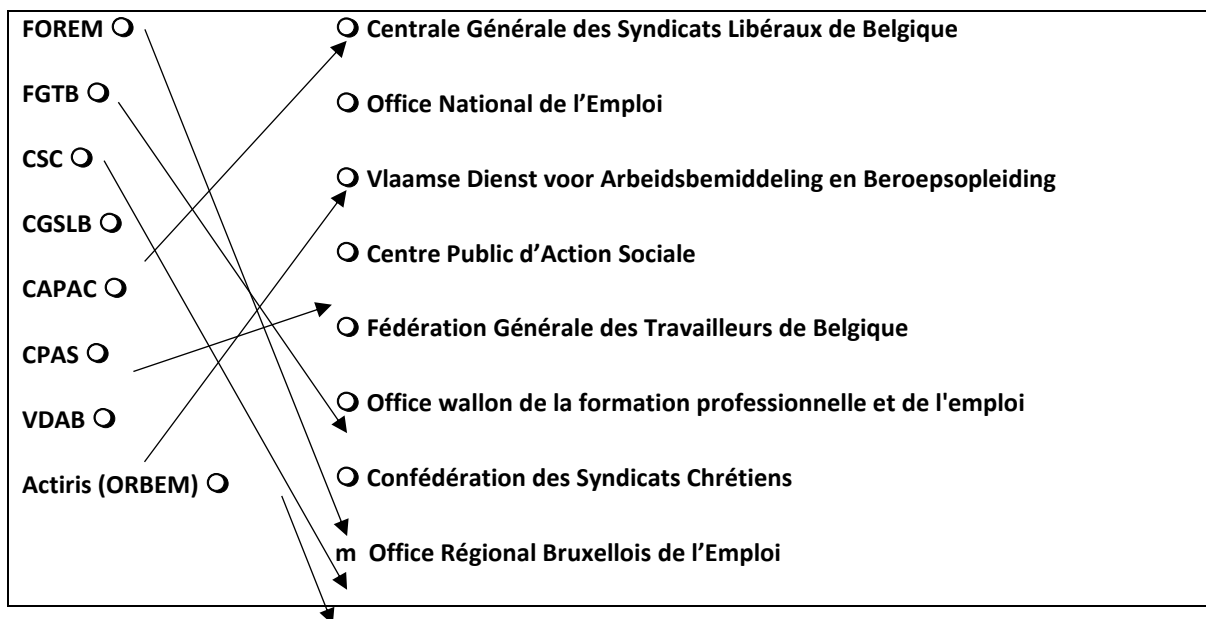 FOREM
FGTB
CSC
CGSLB
CAPAC
CPAS
VDAB
Actiris (ORBEM)
Centrale Générale des Syndicats Libéraux de Belgique
Office National de l’Emploi
Vlaamse Dienst voor Arbeidsbemiddeling en Beroepsopleiding
Centre Public d’Action Sociale
Fédération Générale des Travailleurs de Belgique
Office wallon de la formation professionnelle et de l'emploi
Confédération des Syndicats Chrétiens
m Office Régional Bruxellois de l’Emploi